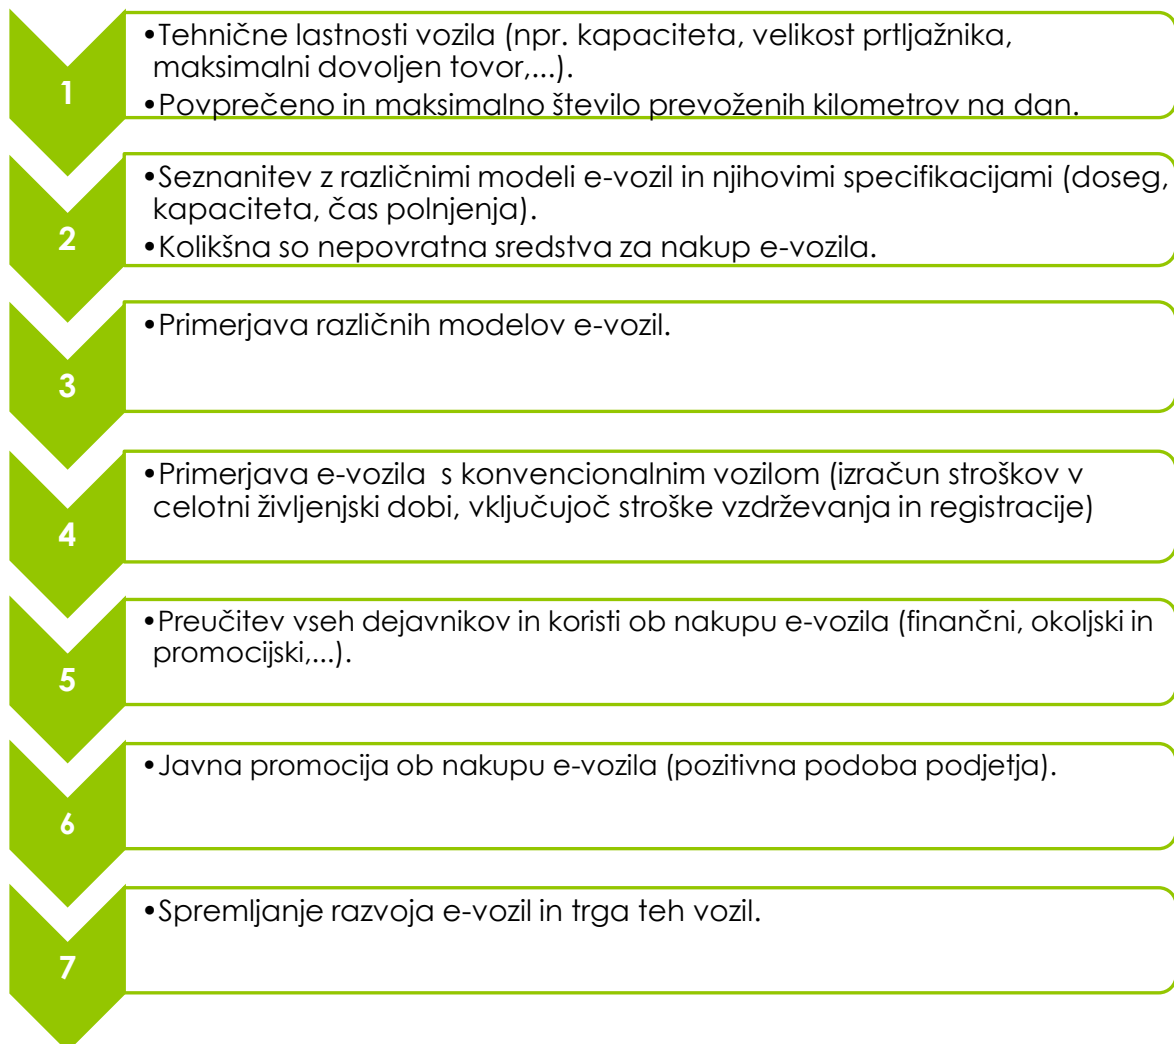 1
•Tehnične lastnosti vozila (npr. kapaciteta, velikost prtljažnika,
maksimalni dovoljen tovor,...).
•Povprečeno in maksimalno število prevoženih kilometrov na dan.
2
•Seznanitev z različnimi modeli e-vozil in njihovimi specifikacijami (doseg,
kapaciteta, čas polnjenja).
•Kolikšna so nepovratna sredstva za nakup e-vozila.
3
•Primerjava različnih modelov e-vozil.
4
•Primerjava e-vozila  s konvencionalnim vozilom (izračun stroškov v
celotni življenjski dobi, vključujoč stroške vzdrževanja in registracije)
5
•Preučitev vseh dejavnikov in koristi ob nakupu e-vozila (finančni, okoljski in
promocijski,...).
6
•Javna promocija ob nakupu e-vozila (pozitivna podoba podjetja).
7
•Spremljanje razvoja e-vozil in trga teh vozil.